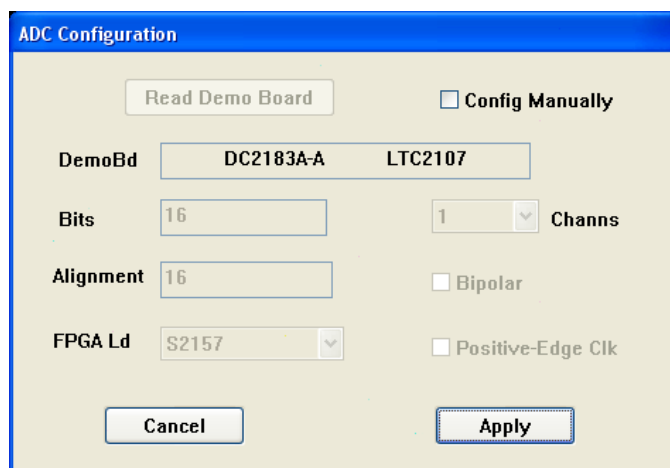 ADC Configuration
Read Demo Board Config Manually
DemoBd DC2183A-A LTC2107
Bits 16 1 Channs
Alignment 16 Bipolar
FPGA Ld S2157 Positive-Edge Clk
Cancel Apply